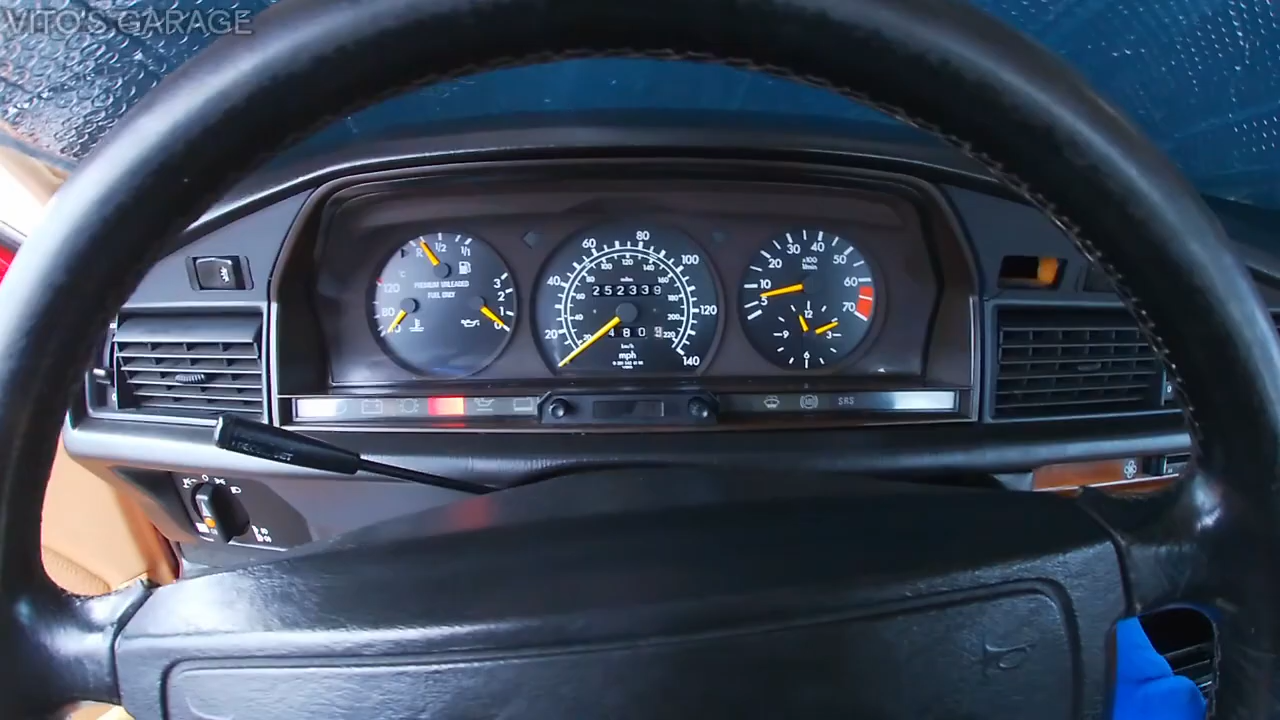 VITO'S GARAGE
R 1/2 1/1
°C
120
80
40
PREMIUM UNLEADED
FUEL ONLY
3
2
1
0
20
40
60
80
100
120
140
miles
252339
4809
km/h
mph
5
10
20
30
40
50
60
70
x100
1/min
12
3
6
9
SRS